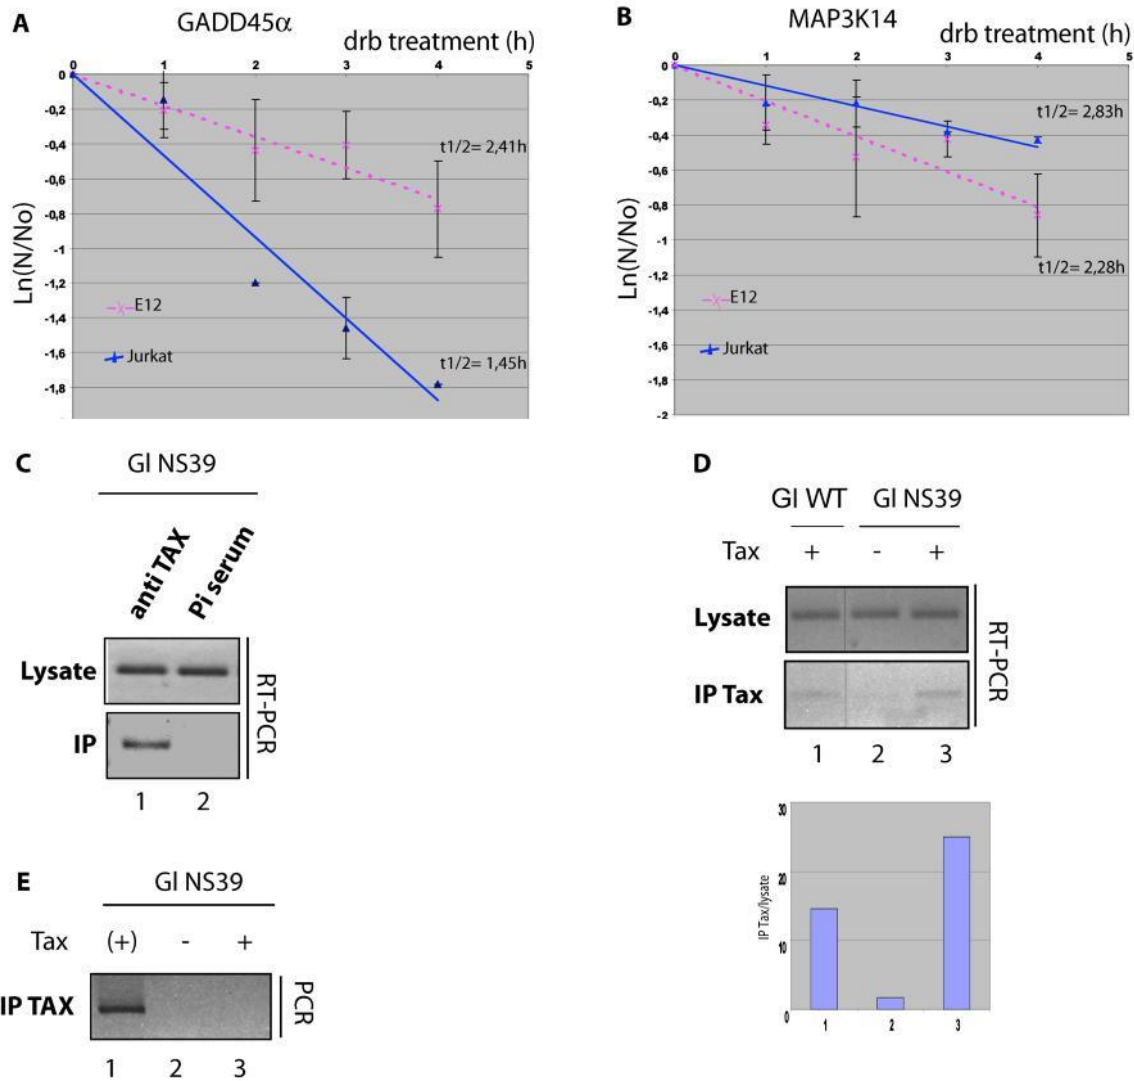 A
GADD45α
drb treatment (h)
0 1 2 3 4 5
0
-0,2
-0,4
-0,6
-0,8
-1
-1,2
-1,4
-1,6
-1,8
Ln(N/No)
t1/2= 2,41h
E12
Jurkat
t1/2= 1,45h
B
MAP3K14
drb treatment (h)
0 1 2 3 4 5
0
-0,2
-0,4
-0,6
-0,8
-1
-1,2
-1,4
-1,6
-1,8
-2
Ln(N/No)
t1/2= 2,83h
t1/2= 2,28h
E12
Jurkat
C
Gl NS39
anti TAX
Pi serum
Lysate
IP
RT-PCR
1 2
D
Gl WT Gl NS39
Tax + - +
Lysate
IP Tax
RT-PCR
1 2 3
IP Tax/lysate
30
20
10
0
1 2 3
E
Gl NS39
Tax (+) - +
IP TAX
PCR
1 2 3